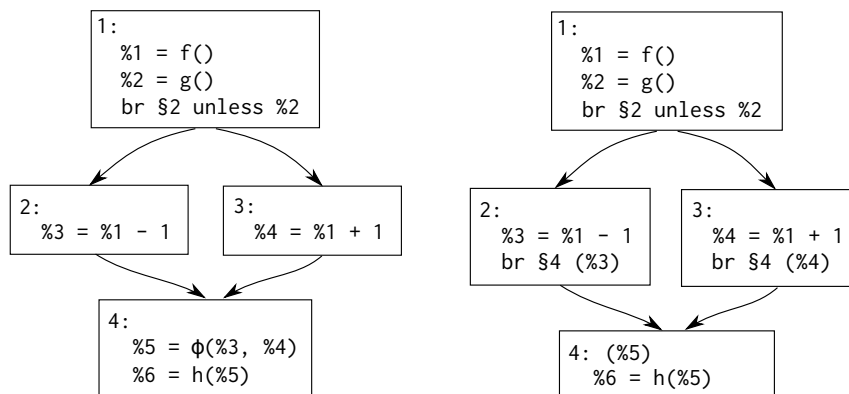 1:
%1 = f()
%2 = g()
br §2 unless %2
2:
%3 = %1 - 1
3:
%4 = %1 + 1
4:
%5 = ϕ(%3, %4)
%6 = h(%5)
1:
%1 = f()
%2 = g()
br §2 unless %2
2:
%3 = %1 - 1
br §4 (%3)
3:
%4 = %1 + 1
br §4 (%4)
4: (%5)
%6 = h(%5)